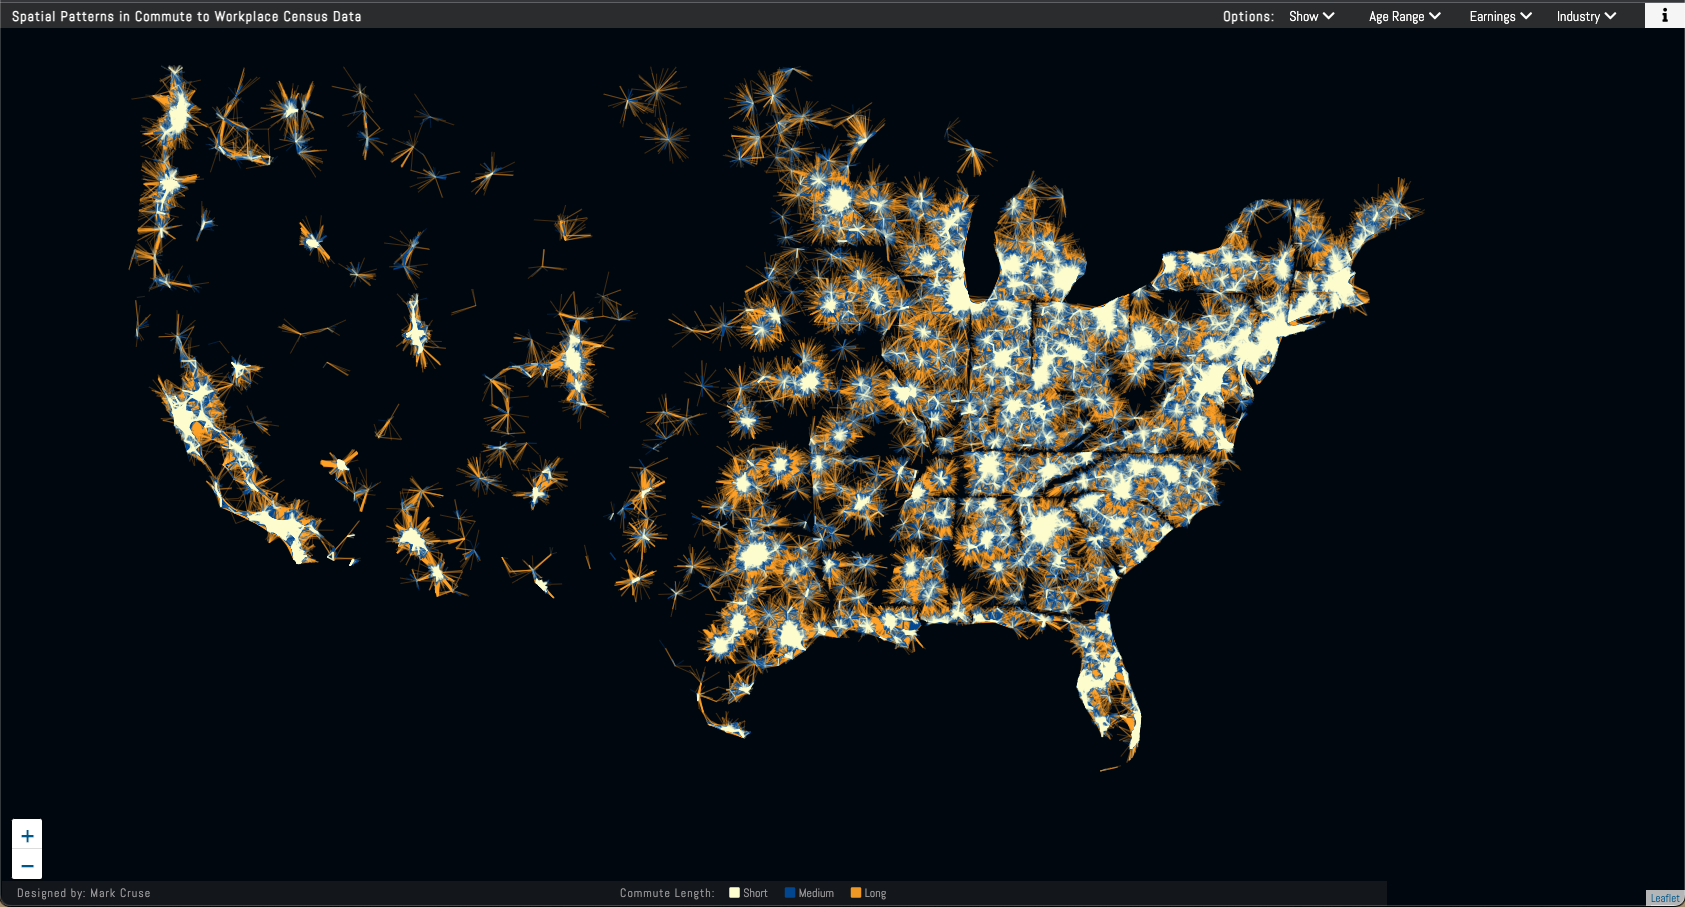 Spatial Patterns in Commute to Workplace Census Data
Options: Show Age Range Earnings Industry i
+
−
Designed by: Mark Cruse
Commute Length: Short Medium Long
Leaflet